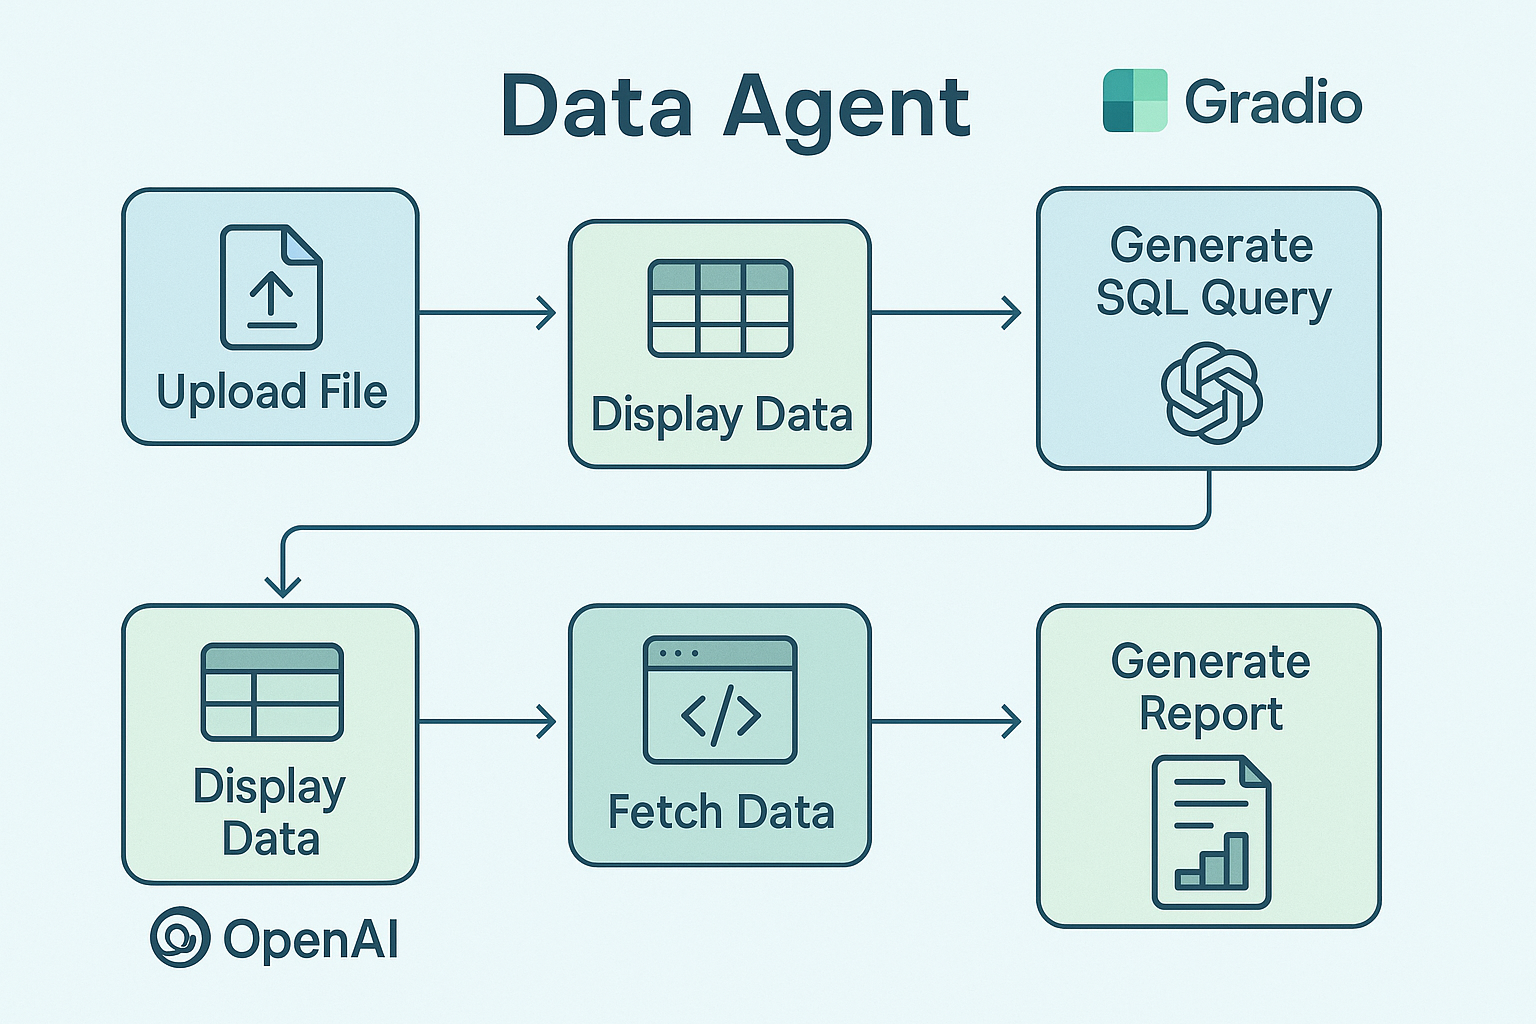 Data Agent
Gradio
Upload File
Display Data
Generate
SQL Query
Display
Data
Fetch Data
Generate
Report
OpenAI